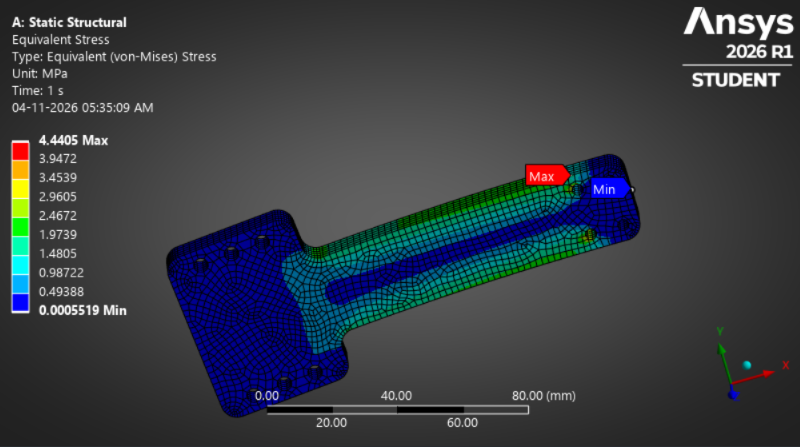 A: Static Structural
Equivalent Stress
Type: Equivalent (von-Mises) Stress
Unit: MPa
Time: 1 s
04-11-2026 05:35:09 AM
4.4405 Max
3.9472
3.4539
2.9605
2.4672
1.9739
1.4805
0.98722
0.49388
0.0005519 Min
Ansys
2026 R1
STUDENT
Max
Min
0.00
40.00
80.00 (mm)
20.00
60.00
Y
X